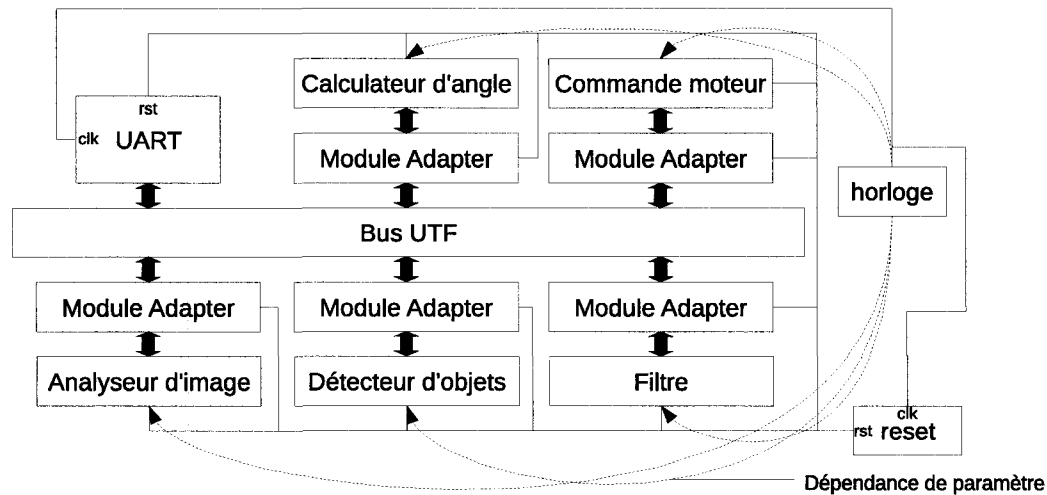 Calculateur d'angle
Commande moteur
rst
clk UART
Module Adapter
Module Adapter
horloge
Bus UTF
Module Adapter
Module Adapter
Module Adapter
Analyseur d'image
Détecteur d'objets
Filtre
clk
rst reset
Dépendance de paramètre